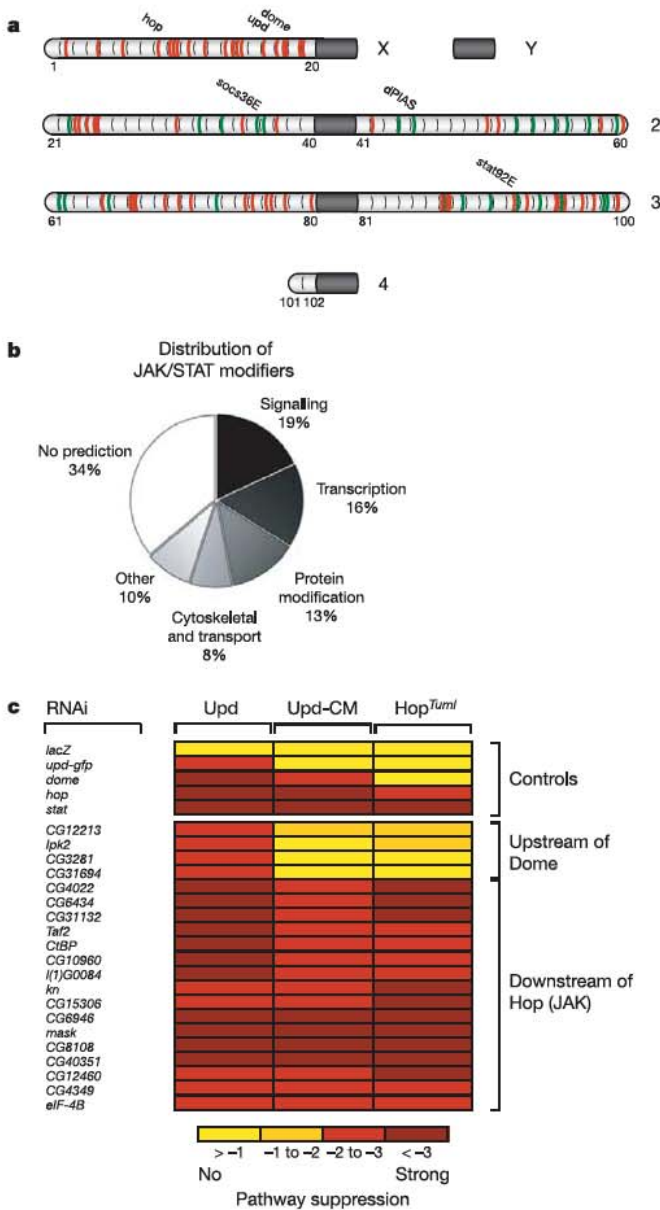 a
hop
upd
dome
X
Y
1
20
socs36E
dPIAS
2
21
40
41
60
stat92E
3
61
80
81
100
4
101 102
b
Distribution of
JAK/STAT modifiers
Signalling
19%
No prediction
34%
Transcription
16%
Other
10%
Protein
modification
13%
Cytoskeletal
and transport
8%
c
RNAi
Upd
Upd-CM
Hop^Tuml
lacZ
upd-gfp
dome
hop
stat
Controls
CG12213
Ipk2
CG3281
CG31694
Upstream of
Dome
CG4022
CG6434
CG31132
Taf2
CtBP
CG10960
l(1)G0084
kn
CG15306
CG6946
mask
CG8108
CG40351
CG12460
CG4349
eIF-4B
Downstream of
Hop (JAK)
> –1
–1 to –2
–2 to –3
< –3
No
Strong
Pathway suppression